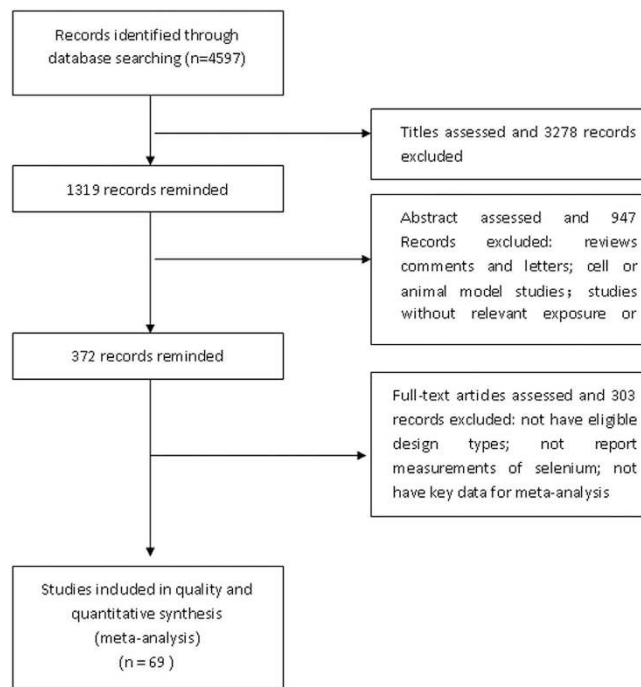 Records identified through
database searching (n=4597)
Titles assessed and 3278 records
excluded
1319 records reminded
Abstract assessed and 947
Records excluded: reviews
comments and letters; cell or
animal model studies; studies
without relevant exposure or
372 records reminded
Full-text articles assessed and 303
records excluded: not have eligible
design types; not report
measurements of selenium; not
have key data for meta-analysis
Studies included in quality and
quantitative synthesis
(meta-analysis)
(n = 69 )